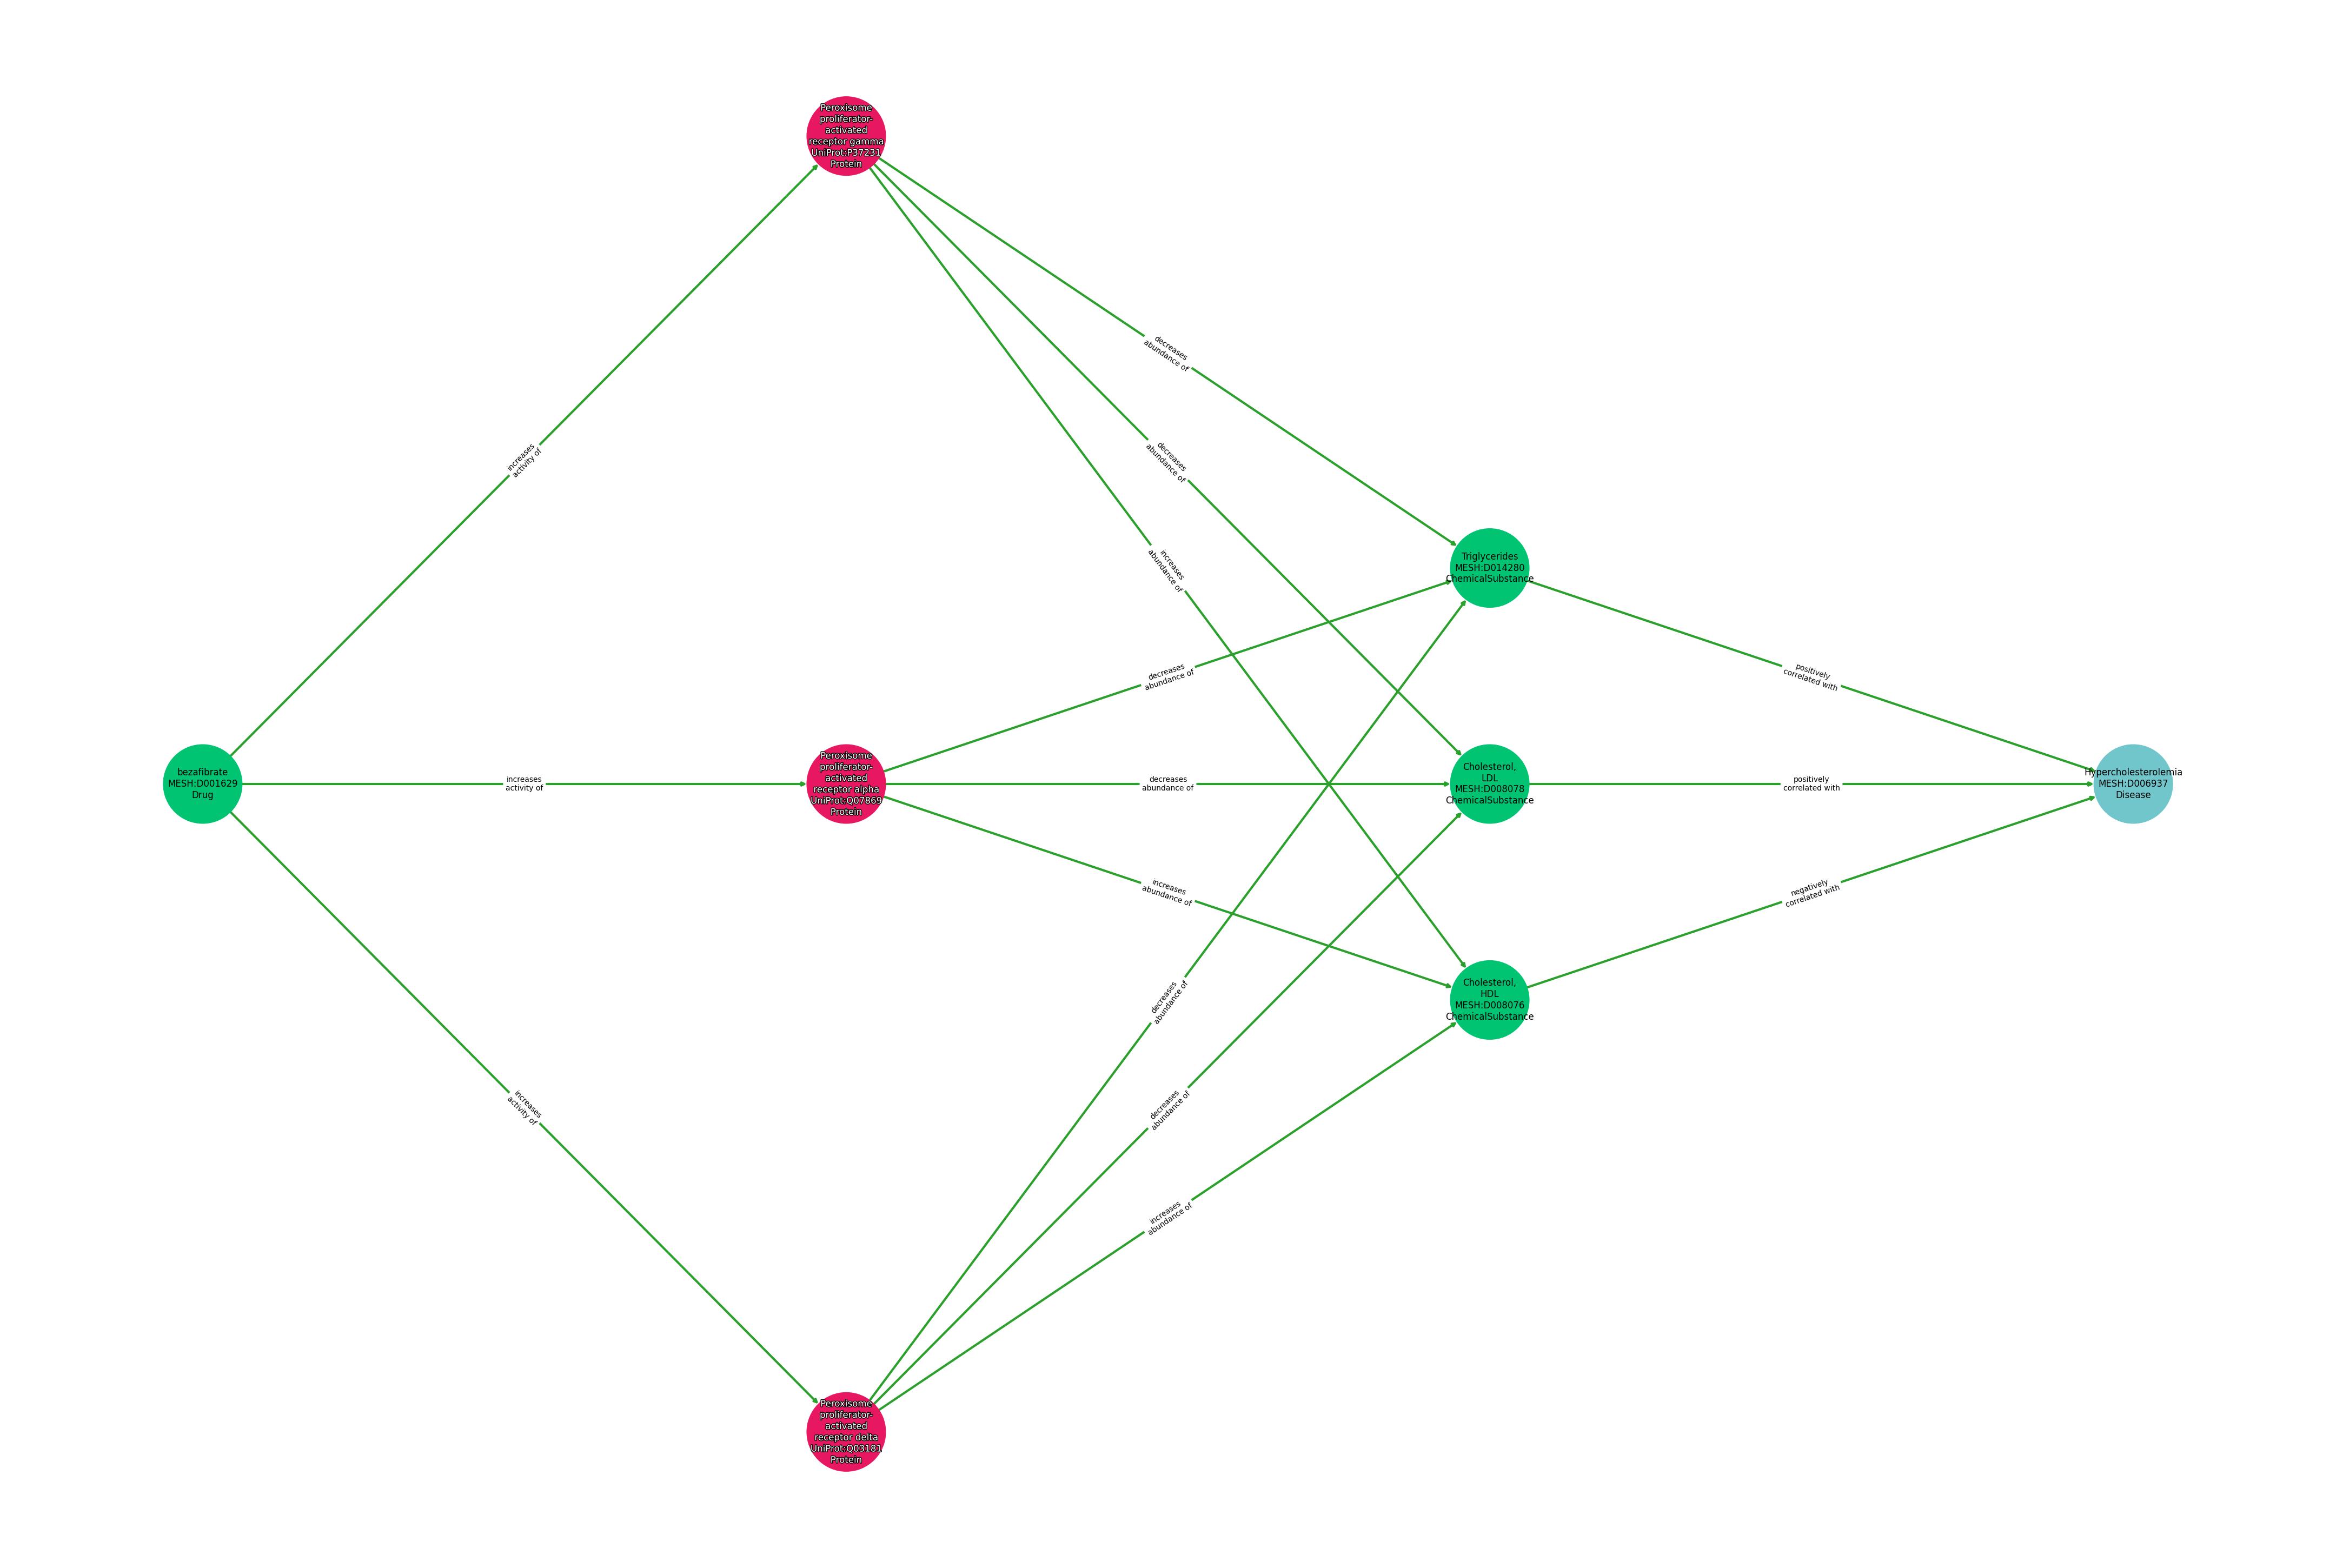 Peroxisome
proliferator-
activated
receptor gamma
UniProt:P37231
Protein
decreases
abundance of
increases
activity of
decreases
abundance of
increases
abundance of
Triglycerides
MESH:D014280
ChemicalSubstance
decreases
abundance of
positively
correlated with
bezafibrate
MESH:D001629
Drug
increases
activity of
Peroxisome
proliferator-
activated
receptor alpha
UniProt:Q07869
Protein
decreases
abundance of
Cholesterol,
LDL
MESH:D008078
ChemicalSubstance
positively
correlated with
Hypercholesterolemia
MESH:D006937
Disease
increases
abundance of
negatively
correlated with
decreases
abundance of
Cholesterol,
HDL
MESH:D008076
ChemicalSubstance
increases
activity of
decreases
abundance of
increases
abundance of
Peroxisome
proliferator-
activated
receptor delta
UniProt:Q03181
Protein